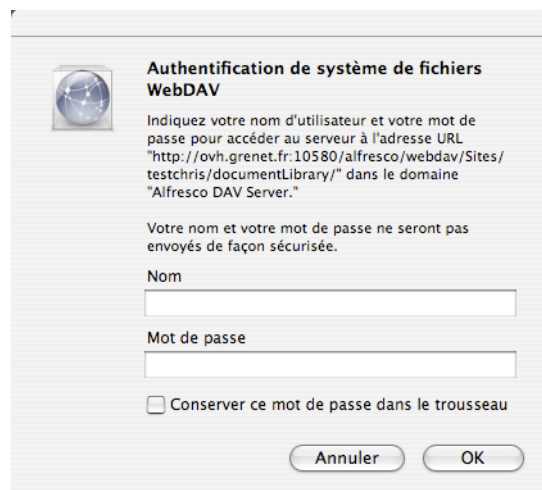 Authentification de système de fichiers
WebDAV
Indiquez votre nom d'utilisateur et votre mot de
passe pour accéder au serveur à l'adresse URL
"http://ovh.grenet.fr:10580/alfresco/webdav/Sites/
testchris/documentLibrary/" dans le domaine
"Alfresco DAV Server."
Votre nom et votre mot de passe ne seront pas
envoyés de façon sécurisée.
Nom
Mot de passe
Conserver ce mot de passe dans le trousseau
Annuler
OK